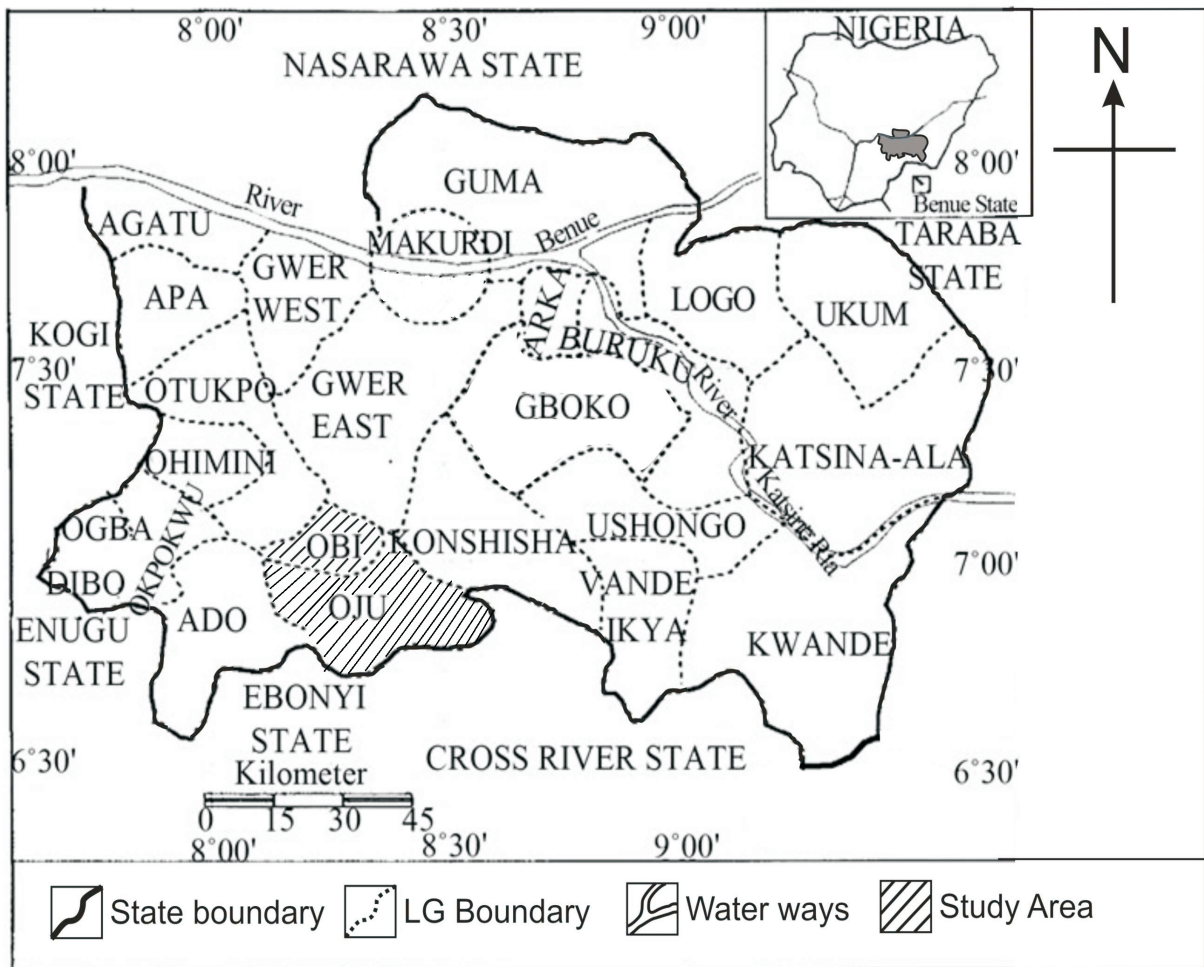 8°00'
8°30'
9°00'
NIGERIA
N
NASARAWA STATE
8°00'
8°00'
GUMA
River
Benue State
AGATU
MAKURDI
Benue
TARABA
STATE
GWER
WEST
APA
ARKA
LOGO
UKUM
KOGI
STATE
BURUKU
7°30'
7°30'
OTUKPO
GWER
EAST
GBOKO
River
OHIMINI
KATSINA-ALA
Katsina Ala
OGBA
DIBO
OKPOKWU
OBI
KONSHISHA
USHONGO
7°00'
VANDE
IKYA
ADO
OJU
KWANDE
ENUGU
STATE
EBONYI
STATE
CROSS RIVER STATE
6°30'
6°30'
Kilometer
0 15 30 45
8°00'
8°30'
9°00'
State boundary
LG Boundary
Water ways
Study Area